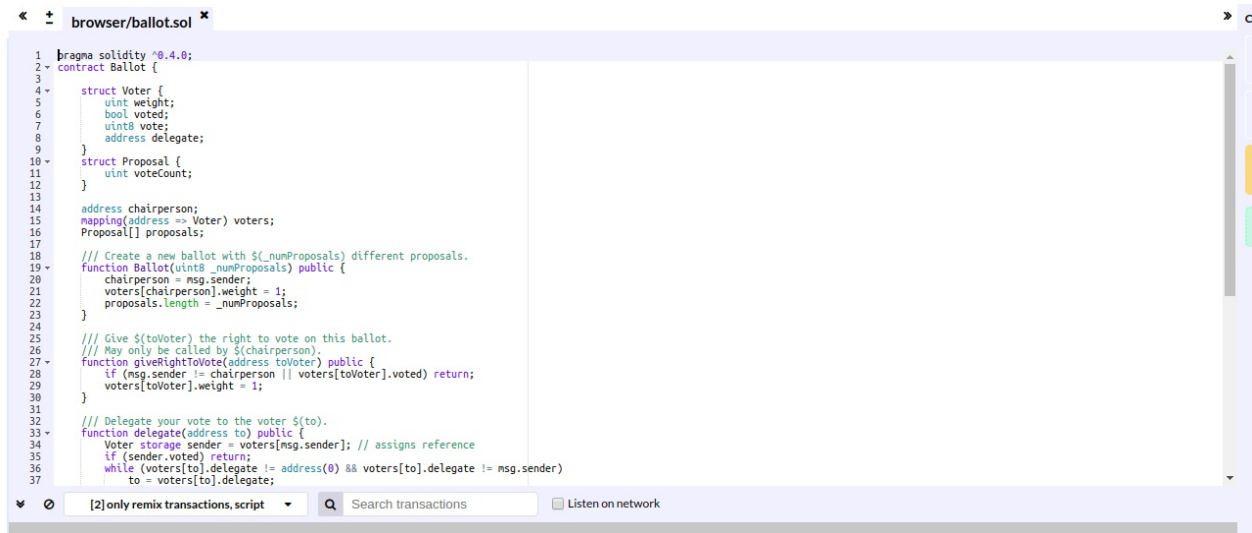 browser/ballot.sol
1 pragma solidity ^0.4.0;
2 contract Ballot {
3
4     struct Voter {
5         uint weight;
6         bool voted;
7         uint8 vote;
8         address delegate;
9     }
10     struct Proposal {
11         uint voteCount;
12     }
13
14     address chairperson;
15     mapping(address => Voter) voters;
16     Proposal[] proposals;
17
18     /// Create a new ballot with $(_numProposals) different proposals.
19     function Ballot(uint8 _numProposals) public {
20         chairperson = msg.sender;
21         voters[chairperson].weight = 1;
22         proposals.length = _numProposals;
23     }
24
25     /// Give $(toVoter) the right to vote on this ballot.
26     /// May only be called by $(chairperson).
27     function giveRightToVote(address toVoter) public {
28         if (msg.sender != chairperson || voters[toVoter].voted) return;
29         voters[toVoter].weight = 1;
30     }
31
32     /// Delegate your vote to the voter $(to).
33     function delegate(address to) public {
34         Voter storage sender = voters[msg.sender]; // assigns reference
35         if (sender.voted) return;
36         while (voters[to].delegate != address(0) && voters[to].delegate != msg.sender)
37             to = voters[to].delegate;
[2] only remix transactions, script
Search transactions
Listen on network